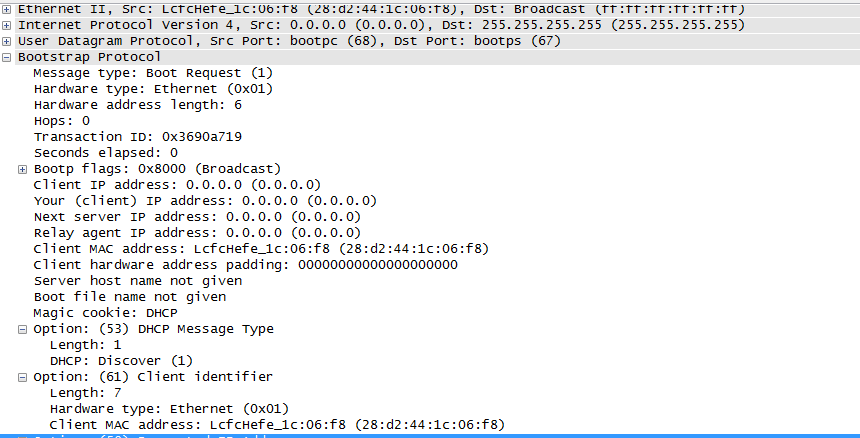 Ethernet II, Src: LcfcHefe_1c:06:f8 (28:d2:44:1c:06:f8), Dst: Broadcast (ff:ff:ff:ff:ff:ff)
Internet Protocol Version 4, Src: 0.0.0.0 (0.0.0.0), Dst: 255.255.255.255 (255.255.255.255)
User Datagram Protocol, Src Port: bootpc (68), Dst Port: bootps (67)
Bootstrap Protocol
Message type: Boot Request (1)
Hardware type: Ethernet (0x01)
Hardware address length: 6
Hops: 0
Transaction ID: 0x3690a719
Seconds elapsed: 0
Bootp flags: 0x8000 (Broadcast)
Client IP address: 0.0.0.0 (0.0.0.0)
Your (client) IP address: 0.0.0.0 (0.0.0.0)
Next server IP address: 0.0.0.0 (0.0.0.0)
Relay agent IP address: 0.0.0.0 (0.0.0.0)
Client MAC address: LcfcHefe_1c:06:f8 (28:d2:44:1c:06:f8)
Client hardware address padding: 00000000000000000000
Server host name not given
Boot file name not given
Magic cookie: DHCP
Option: (53) DHCP Message Type
Length: 1
DHCP: Discover (1)
Option: (61) Client identifier
Length: 7
Hardware type: Ethernet (0x01)
Client MAC address: LcfcHefe_1c:06:f8 (28:d2:44:1c:06:f8)